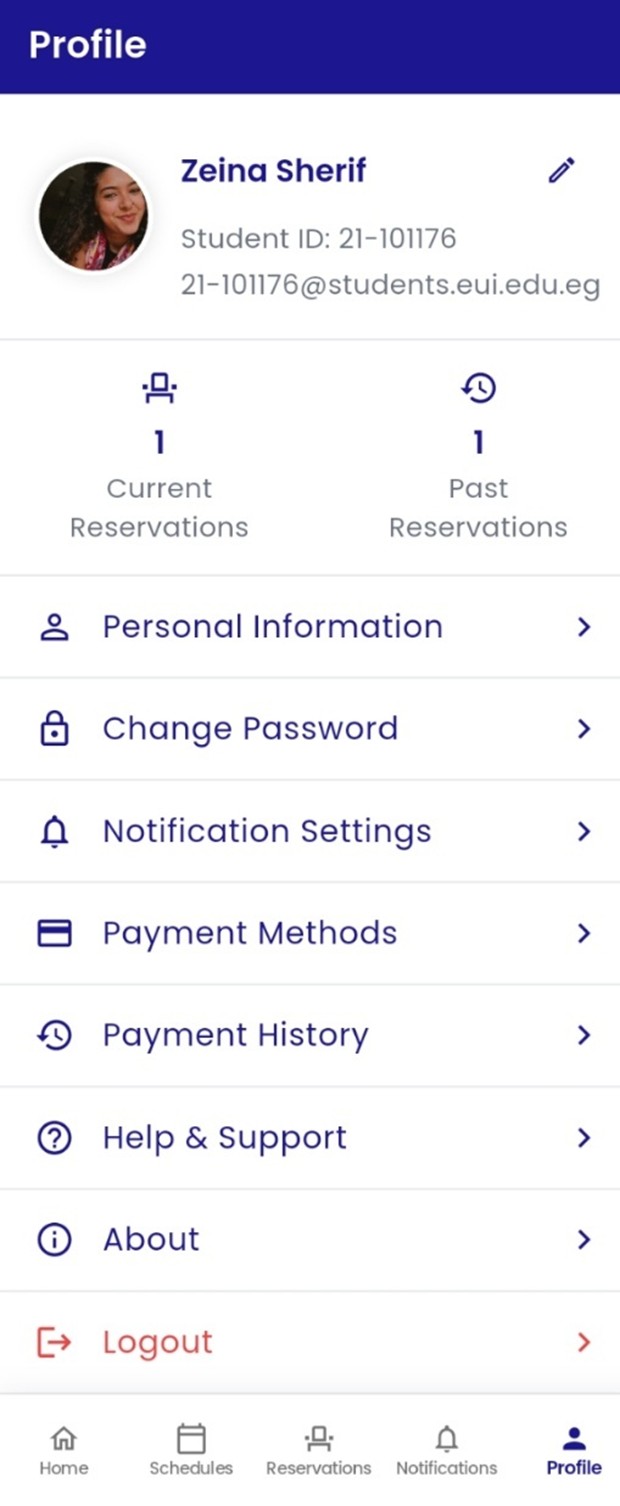 Profile
Zeina Sherif
Student ID: 21-101176
21-101176@students.eui.edu.eg
1
Current
Reservations
1
Past
Reservations
Personal Information
Change Password
Notification Settings
Payment Methods
Payment History
Help & Support
About
Logout
Home
Schedules
Reservations
Notifications
Profile